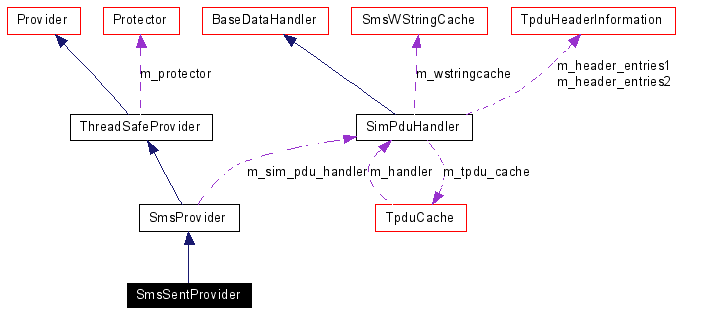 Provider
Protector
BaseDataHandler
SmsWStringCache
TpduHeaderInformation
m_protector
m_wstringcache
m_header_entries1
m_header_entries2
ThreadSafeProvider
SimPduHandler
m_sim_pdu_handler
m_handler
m_tpdu_cache
SmsProvider
TpduCache
SmsSentProvider